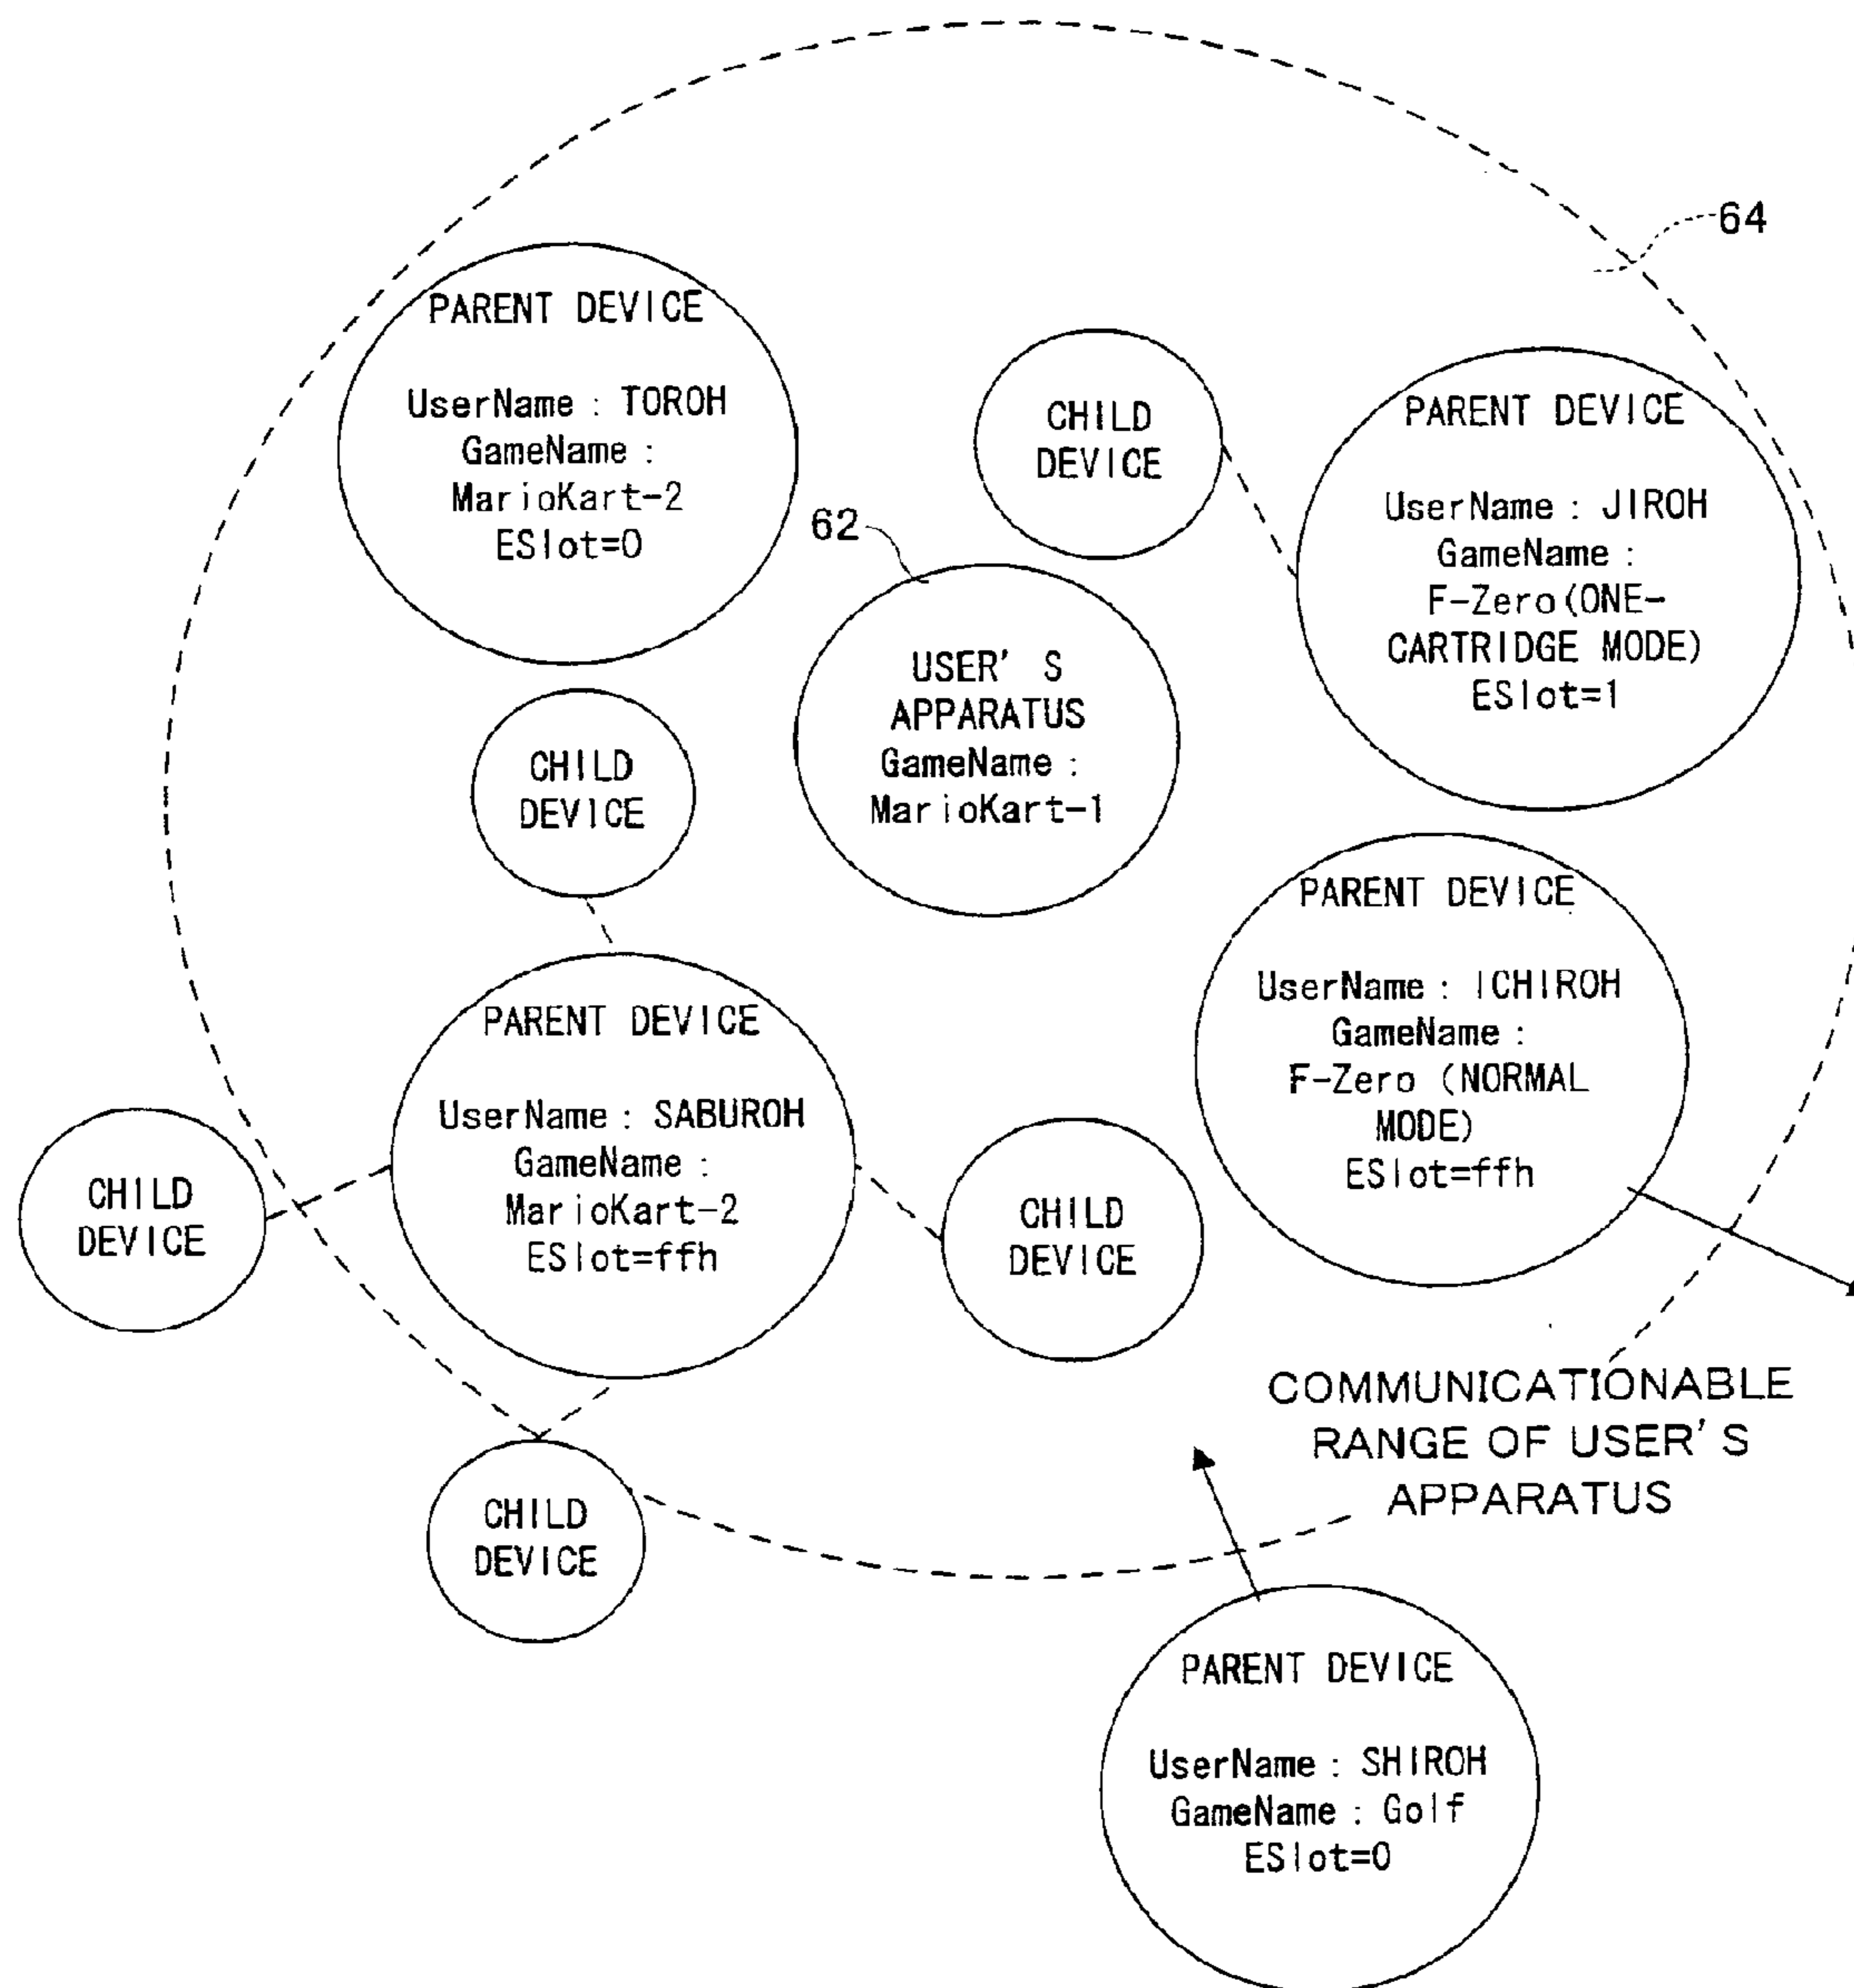 64
PARENT DEVICE
UserName : TOROH
GameName :
MarioKart-2
ESlot=0
CHILD
DEVICE
PARENT DEVICE
UserName : JIROH
GameName :
F-Zero(ONE-
CARTRIDGE MODE)
ESlot=1
62
USER'S
APPARATUS
GameName :
MarioKart-1
CHILD
DEVICE
PARENT DEVICE
UserName : ICHIROH
GameName :
F-Zero (NORMAL
MODE)
ESlot=ffh
PARENT DEVICE
UserName : SABUROH
GameName :
MarioKart-2
ESlot=ffh
CHILD
DEVICE
CHILD
DEVICE
COMMUNICATIONABLE
RANGE OF USER'S
APPARATUS
CHILD
DEVICE
PARENT DEVICE
UserName : SHIROH
GameName : Golf
ESlot=0